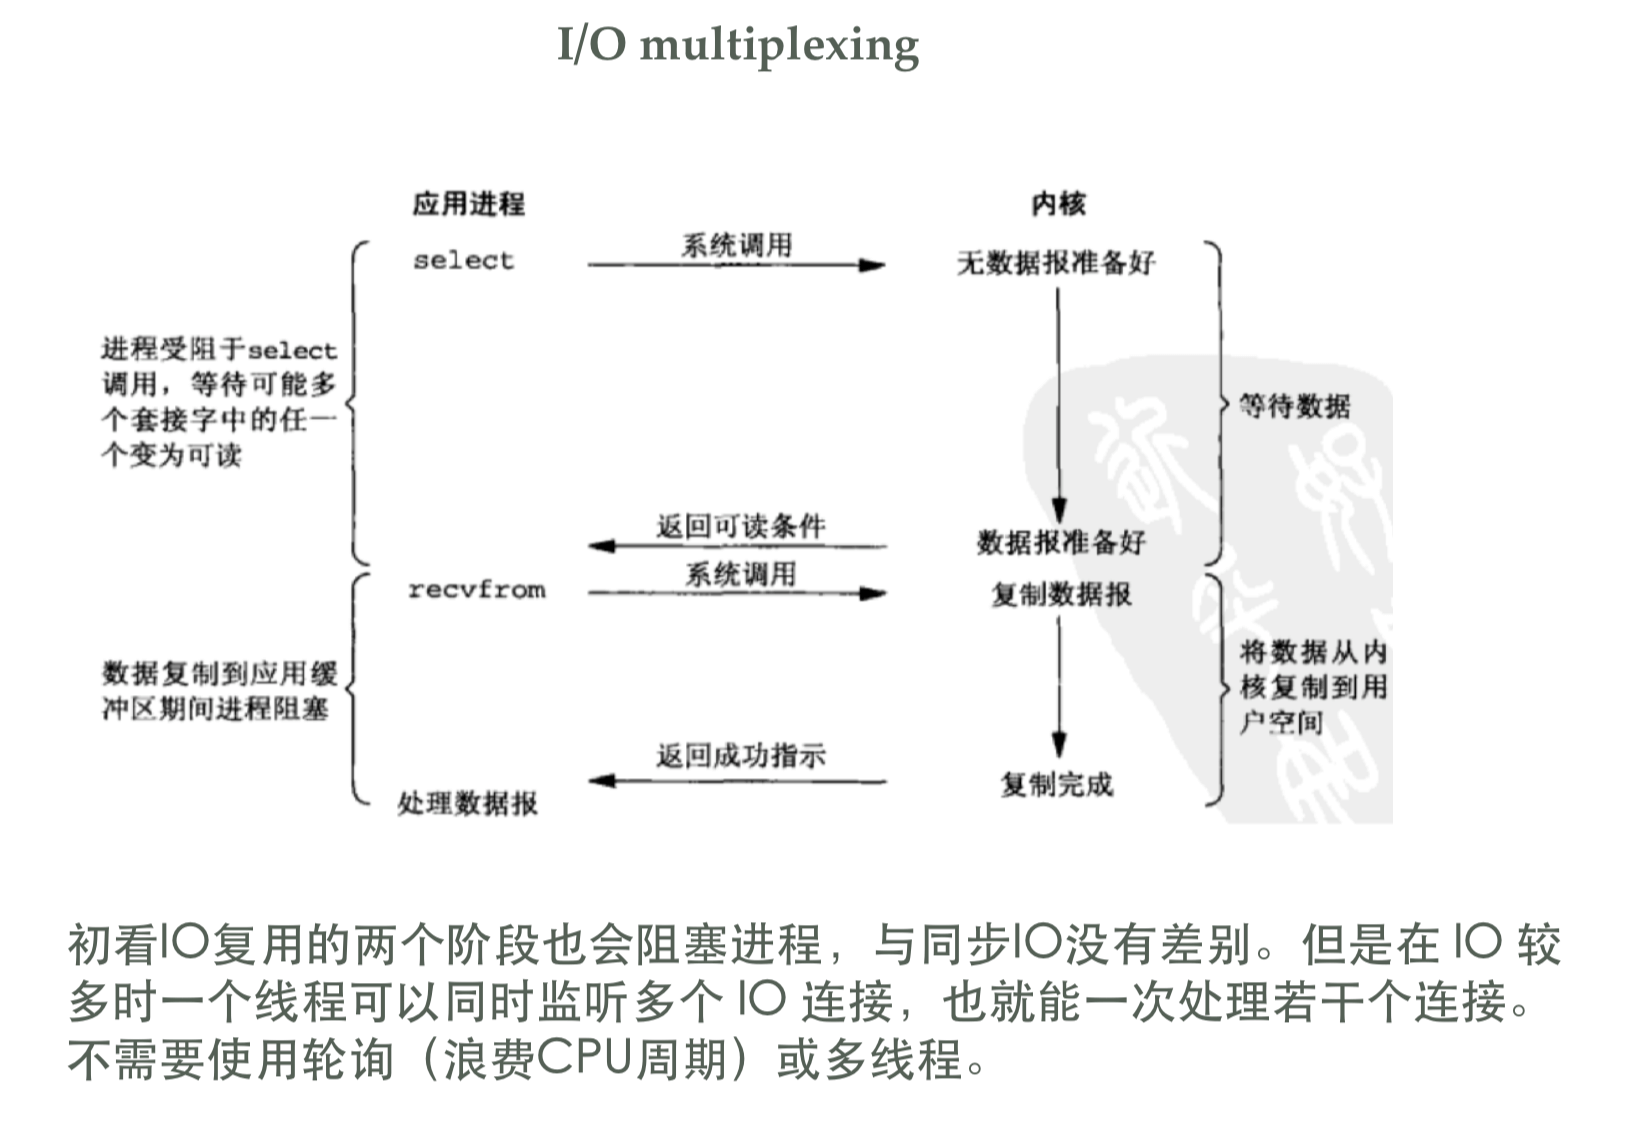 I/O multiplexing
应用进程
内核
select
系统调用
无数据报准备好
进程受阻于select
调用，等待可能多
个套接字中的任一
个变为可读
等待数据
返回可读条件
数据报准备好
recvfrom
系统调用
复制数据报
数据复制到应用缓
冲区期间进程阻塞
将数据从内
核复制到用
户空间
返回成功指示
复制完成
处理数据报
初看IO复用的两个阶段也会阻塞进程，与同步IO没有差别。但是在 IO 较
多时一个线程可以同时监听多个 IO 连接，也就能一次处理若干个连接。
不需要使用轮询（浪费CPU周期）或多线程。